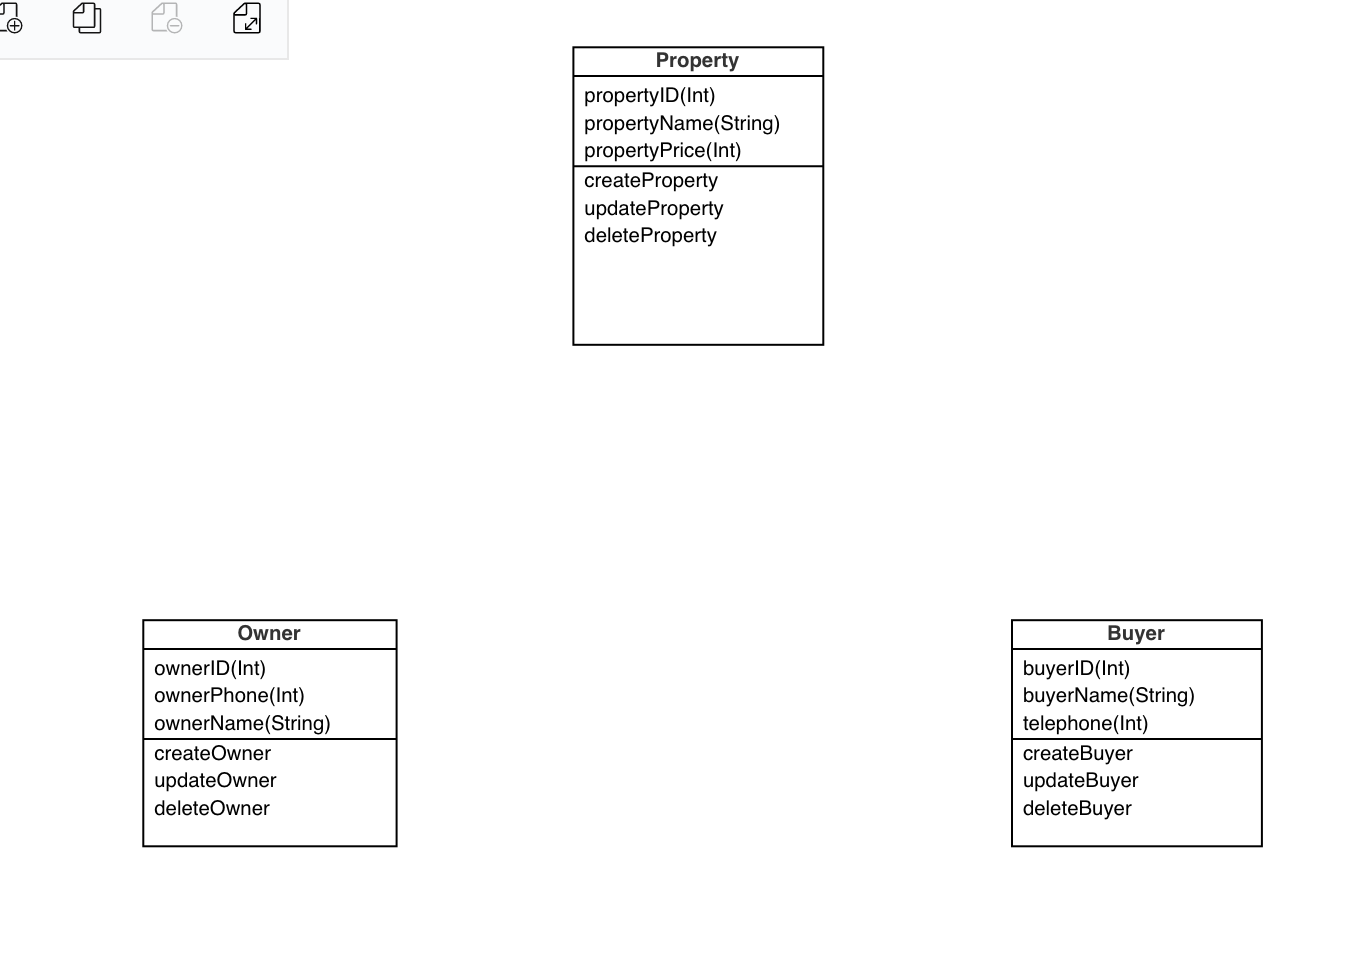 Property
propertyID(Int)
propertyName(String)
propertyPrice(Int)
createProperty
updateProperty
deleteProperty
Owner
ownerID(Int)
ownerPhone(Int)
ownerName(String)
createOwner
updateOwner
deleteOwner
Buyer
buyerID(Int)
buyerName(String)
telephone(Int)
createBuyer
updateBuyer
deleteBuyer